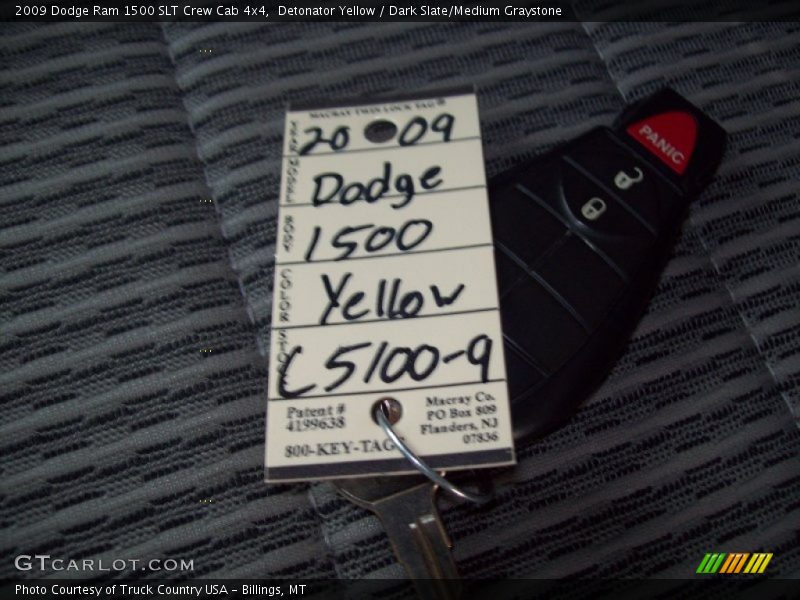 2009 Dodge Ram 1500 SLT Crew Cab 4x4, Detonator Yellow / Dark Slate/Medium Graystone
MACRAY TWIN LOCK TAG®
YEAR 2009
MODEL Dodge
BODY 1500
COLOR Yellow
STOCK C5100-9
Patent #
4199638
800-KEY-TAGS
Macray Co.
PO Box 809
Flanders, NJ
07836
PANIC
GTCARLOT.COM
Photo Courtesy of Truck Country USA - Billings, MT